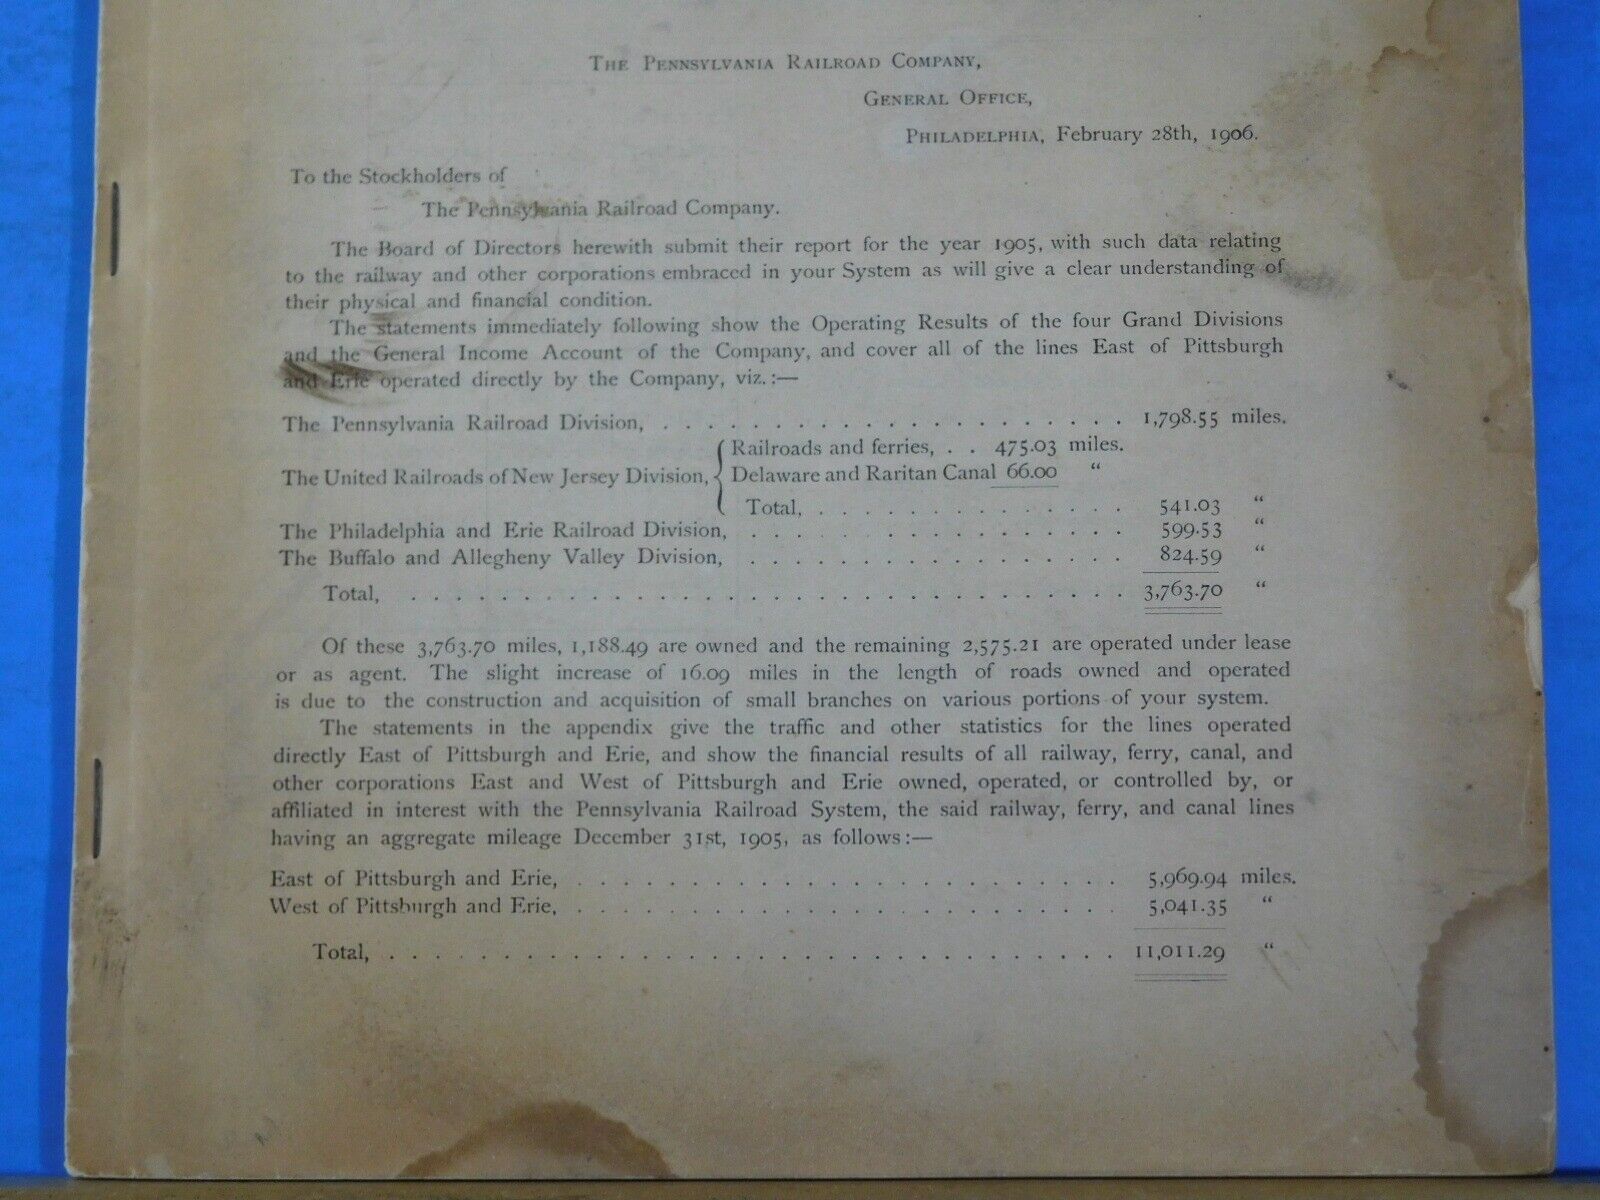 THE PENNSYLVANIA RAILROAD COMPANY,
GENERAL OFFICE,
PHILADELPHIA, February 28th, 1906.
To the Stockholders of
The Pennsylvania Railroad Company.
The Board of Directors herewith submit their report for the year 1905, with such data relating
to the railway and other corporations embraced in your System as will give a clear understanding of
their physical and financial condition.
The statements immediately following show the Operating Results of the four Grand Divisions
and the General Income Account of the Company, and cover all of the lines East of Pittsburgh
and Erie operated directly by the Company, viz.:—
The Pennsylvania Railroad Division, . . . . . . . . . . . . . . . . . 1,798.55 miles.
Railroads and ferries, . . 475.03 miles.
The United Railroads of New Jersey Division, { Delaware and Raritan Canal 66.00 “
Total, . . . . . . . . . . . . 541.03 “
The Philadelphia and Erie Railroad Division, . . . . . . . . . . . . . . 599.53 “
The Buffalo and Allegheny Valley Division, . . . . . . . . . . . . . . 824.59 “
Total, . . . . . . . . . . . . . . . . . . . . . . . . . . 3,763.70 “
Of these 3,763.70 miles, 1,188.49 are owned and the remaining 2,575.21 are operated under lease
or as agent. The slight increase of 16.09 miles in the length of roads owned and operated
is due to the construction and acquisition of small branches on various portions of your system.
The statements in the appendix give the traffic and other statistics for the lines operated
directly East of Pittsburgh and Erie, and show the financial results of all railway, ferry, canal, and
other corporations East and West of Pittsburgh and Erie owned, operated, or controlled by, or
affiliated in interest with the Pennsylvania Railroad System, the said railway, ferry, and canal lines
having an aggregate mileage December 31st, 1905, as follows:—
East of Pittsburgh and Erie, . . . . . . . . . . . . . . . . . . . . 5,969.94 miles.
West of Pittsburgh and Erie, . . . . . . . . . . . . . . . . . . . . 5,041.35 “
Total, . . . . . . . . . . . . . . . . . . . . . . . . . . 11,011.29 “